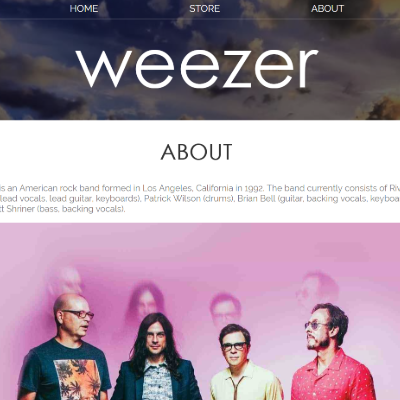 HOME STORE ABOUT
weezer
ABOUT
is an American rock band formed in Los Angeles, California in 1992. The band currently consists of Riv
lead vocals, lead guitar, keyboards), Patrick Wilson (drums), Brian Bell (guitar, backing vocals, keyboa
tt Shriner (bass, backing vocals).